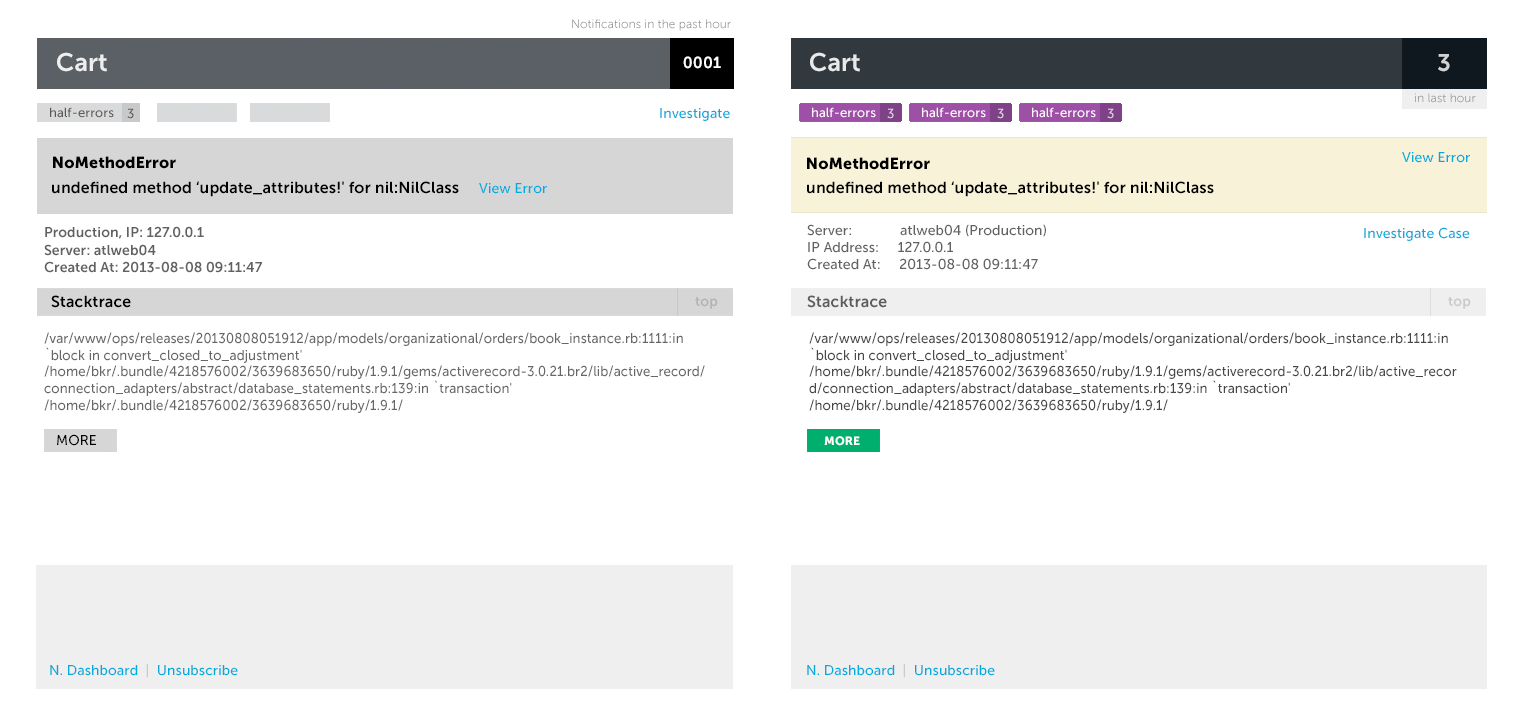 Notifications in the past hour
Cart
0001
half-errors 3
Investigate
NoMethodError
undefined method ‘update_attributes!' for nil:NilClass View Error
Production, IP: 127.0.0.1
Server: atlweb04
Created At: 2013-08-08 09:11:47
Stacktrace
top
/var/www/ops/releases/20130808051912/app/models/organizational/orders/book_instance.rb:1111:in
`block in convert_closed_to_adjustment'
/home/bkr/.bundle/4218576002/3639683650/ruby/1.9.1/gems/activerecord-3.0.21.br2/lib/active_record/
connection_adapters/abstract/database_statements.rb:139:in `transaction'
/home/bkr/.bundle/4218576002/3639683650/ruby/1.9.1/
MORE
N. Dashboard | Unsubscribe
Cart
3
in last hour
half-errors 3 half-errors 3 half-errors 3
View Error
NoMethodError
undefined method ‘update_attributes!' for nil:NilClass
Server: atlweb04 (Production)
IP Address: 127.0.0.1
Created At: 2013-08-08 09:11:47
Investigate Case
Stacktrace
top
/var/www/ops/releases/20130808051912/app/models/organizational/orders/book_instance.rb:1111:in
`block in convert_closed_to_adjustment'
/home/bkr/.bundle/4218576002/3639683650/ruby/1.9.1/gems/activerecord-3.0.21.br2/lib/active_recor
d/connection_adapters/abstract/database_statements.rb:139:in `transaction'
/home/bkr/.bundle/4218576002/3639683650/ruby/1.9.1/
MORE
N. Dashboard | Unsubscribe